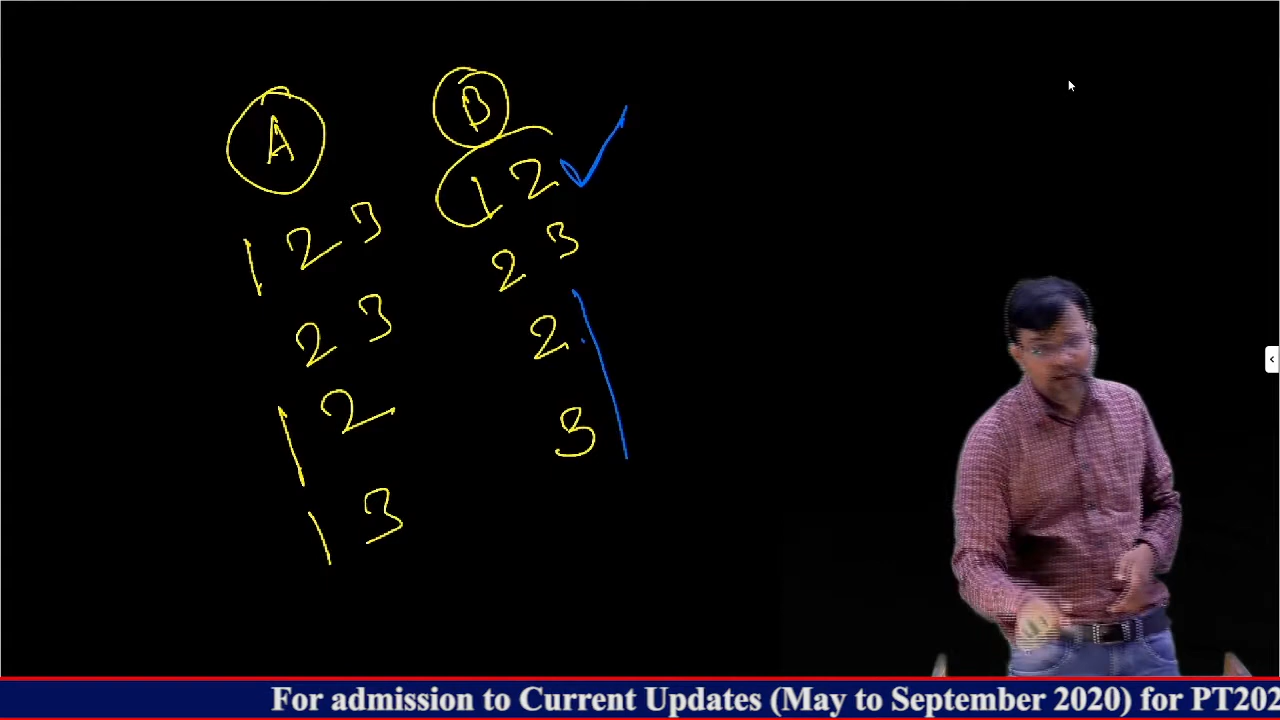 A
1 2 3
2 3
1 2
1 3
B
1 2
2 3
2
3
For admission to Current Updates (May to September 2020) for PT202